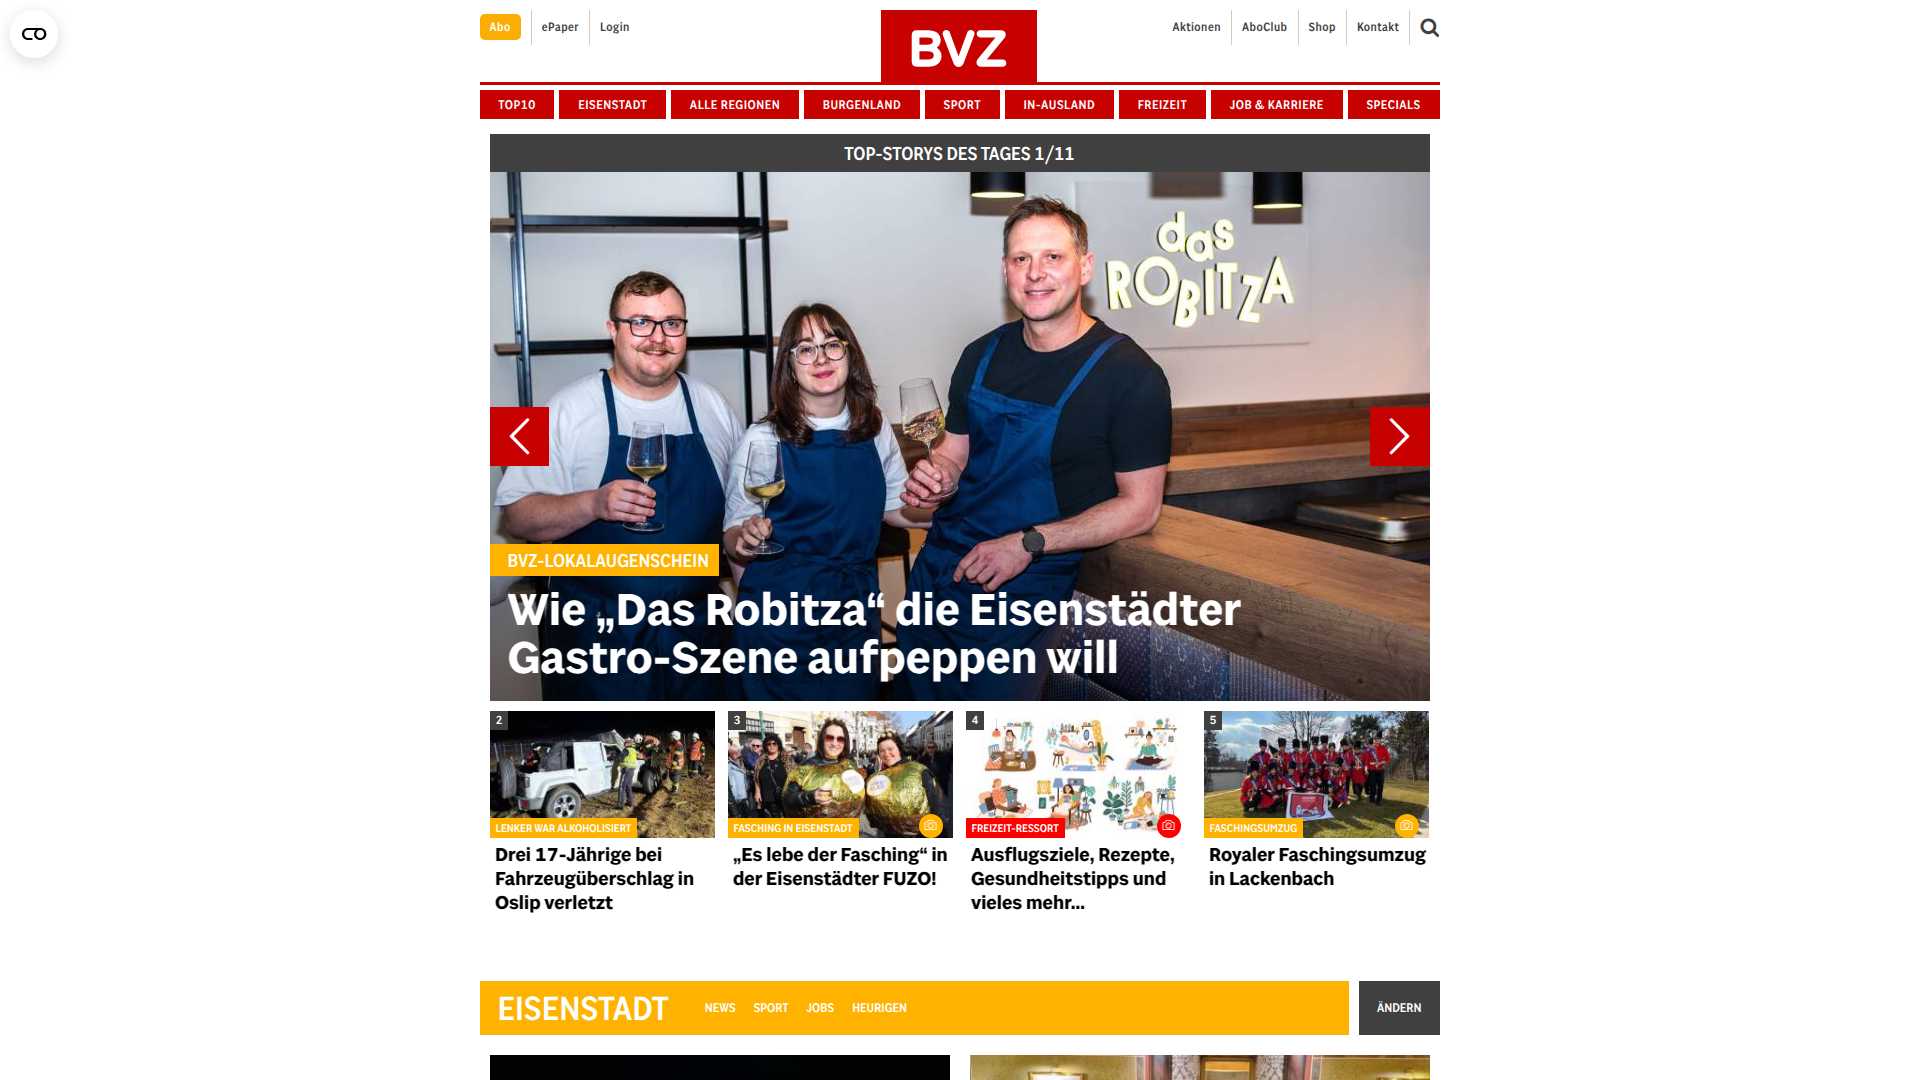 Abo
ePaper
Login
BVZ
Aktionen
AboClub
Shop
Kontakt
TOP10
EISENSTADT
ALLE REGIONEN
BURGENLAND
SPORT
IN-AUSLAND
FREIZEIT
JOB & KARRIERE
SPECIALS
TOP-STORYS DES TAGES 1/11
das
ROBITZA
BVZ-LOKALAUGENSCHEIN
Wie „Das Robitza“ die Eisenstädter
Gastro-Szene aufpeppen will
2
LENKER WAR ALKOHOLISIERT
Drei 17-Jährige bei
Fahrzeugüberschlag in
Oslip verletzt
3
FASCHING IN EISENSTADT
„Es lebe der Fasching“ in
der Eisenstädter FUZO!
4
FREIZEIT-RESSORT
Ausflugsziele, Rezepte,
Gesundheitstipps und
vieles mehr...
5
FASCHINGSUMZUG
Royaler Faschingsumzug
in Lackenbach
EISENSTADT
NEWS
SPORT
JOBS
HEURIGEN
ÄNDERN